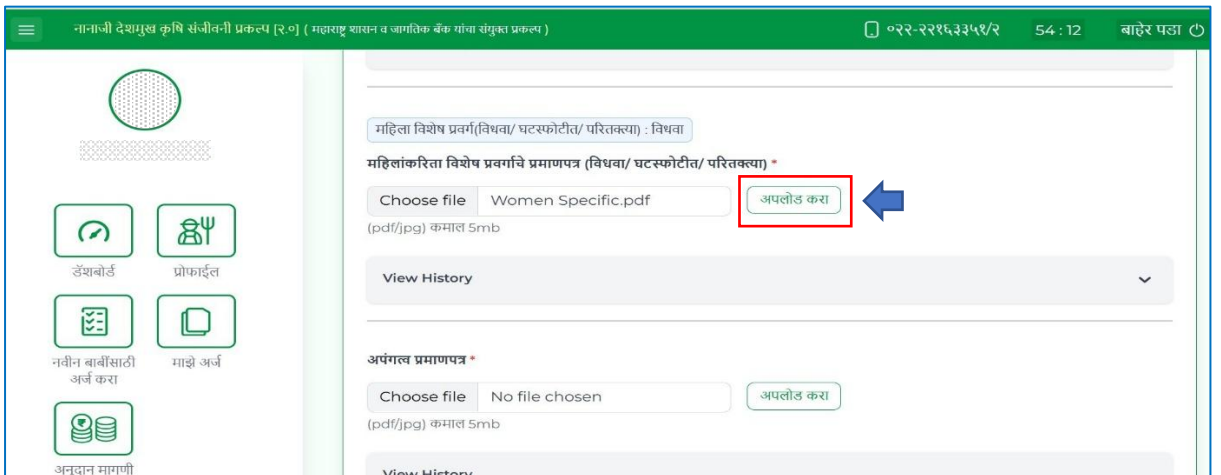 नानाजी देशमुख कृषि संजीवनी प्रकल्प [२.०] ( महाराष्ट्र शासन व जागतिक बँक यांचा संयुक्त प्रकल्प )
०२२-२२१६३३५१/२
54 : 12
बाहेर पडा
महिला विशेष प्रवर्ग(विधवा/ घटस्फोटीत/ परितक्त्या) : विधवा
महिलांकरिता विशेष प्रवर्गाचे प्रमाणपत्र (विधवा/ घटस्फोटीत/ परितक्त्या) *
Choose file Women Specific.pdf अपलोड करा
(pdf/jpg) कमाल 5mb
डॅशबोर्ड प्रोफाईल
View History
नवीन बाबींसाठी
अर्ज करा
माझे अर्ज
अपंगत्व प्रमाणपत्र *
Choose file No file chosen अपलोड करा
(pdf/jpg) कमाल 5mb
अनुदान मागणी
View History